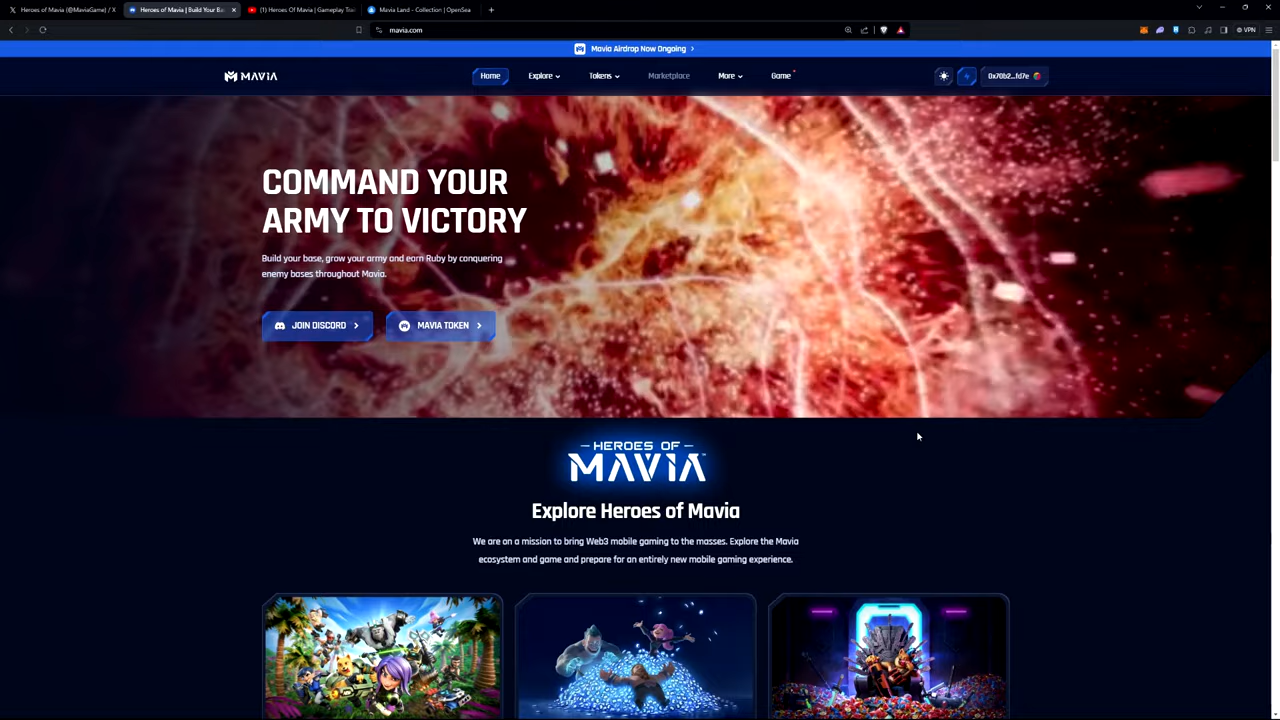 Heroes of Mavia (@MaviaGame) / X
Heroes of Mavia | Build Your Ba
(1) Heroes Of Mavia | Gameplay Trai
Mavia Land - Collection | OpenSea
mavia.com
VPN
Mavia Airdrop Now Ongoing
MAVIA
Home
Explore
Tokens
Marketplace
More
Game
0x70b2...fd7e
COMMAND YOUR
ARMY TO VICTORY
Build your base, grow your army and earn Ruby by conquering
enemy bases throughout Mavia.
JOIN DISCORD
MAVIA TOKEN
HEROES OF
MAVIA
Explore Heroes of Mavia
We are on a mission to bring Web3 mobile gaming to the masses. Explore the Mavia
ecosystem and game and prepare for an entirely new mobile gaming experience.